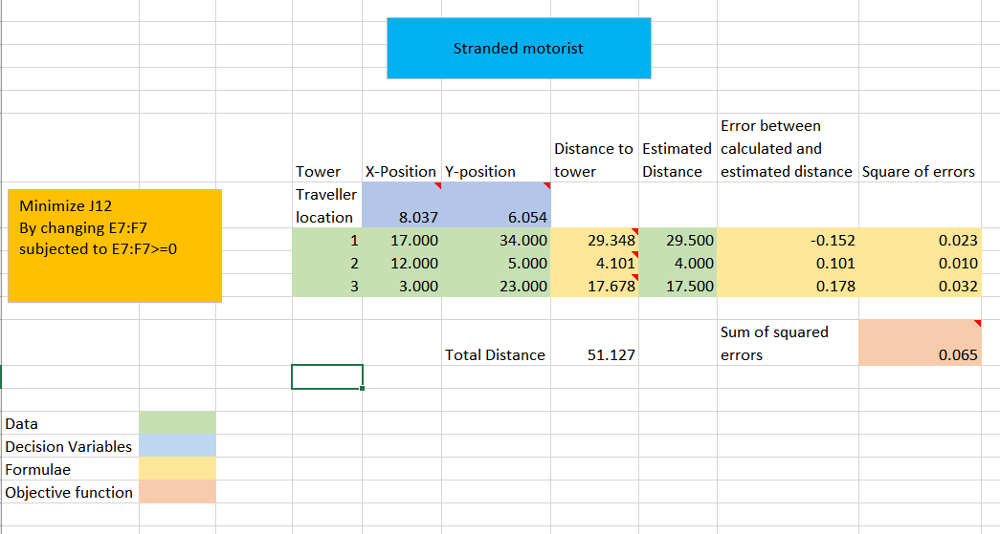 Stranded motorist
Error between
Distance to Estimated calculated and
Tower X-Position Y-position tower Distance estimated distance Square of errors
Traveller
location 8.037 6.054
1 17.000 34.000 29.348 29.500 -0.152 0.023
2 12.000 5.000 4.101 4.000 0.101 0.010
3 3.000 23.000 17.678 17.500 0.178 0.032
Sum of squared
Total Distance 51.127 errors 0.065
Minimize J12
By changing E7:F7
subjected to E7:F7>=0
Data
Decision Variables
Formulae
Objective function